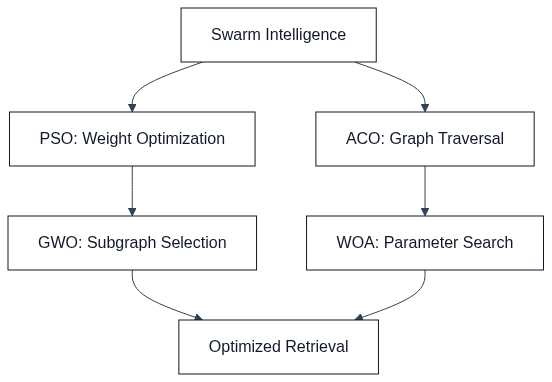 Swarm Intelligence
PSO: Weight Optimization
ACO: Graph Traversal
GWO: Subgraph Selection
WOA: Parameter Search
Optimized Retrieval